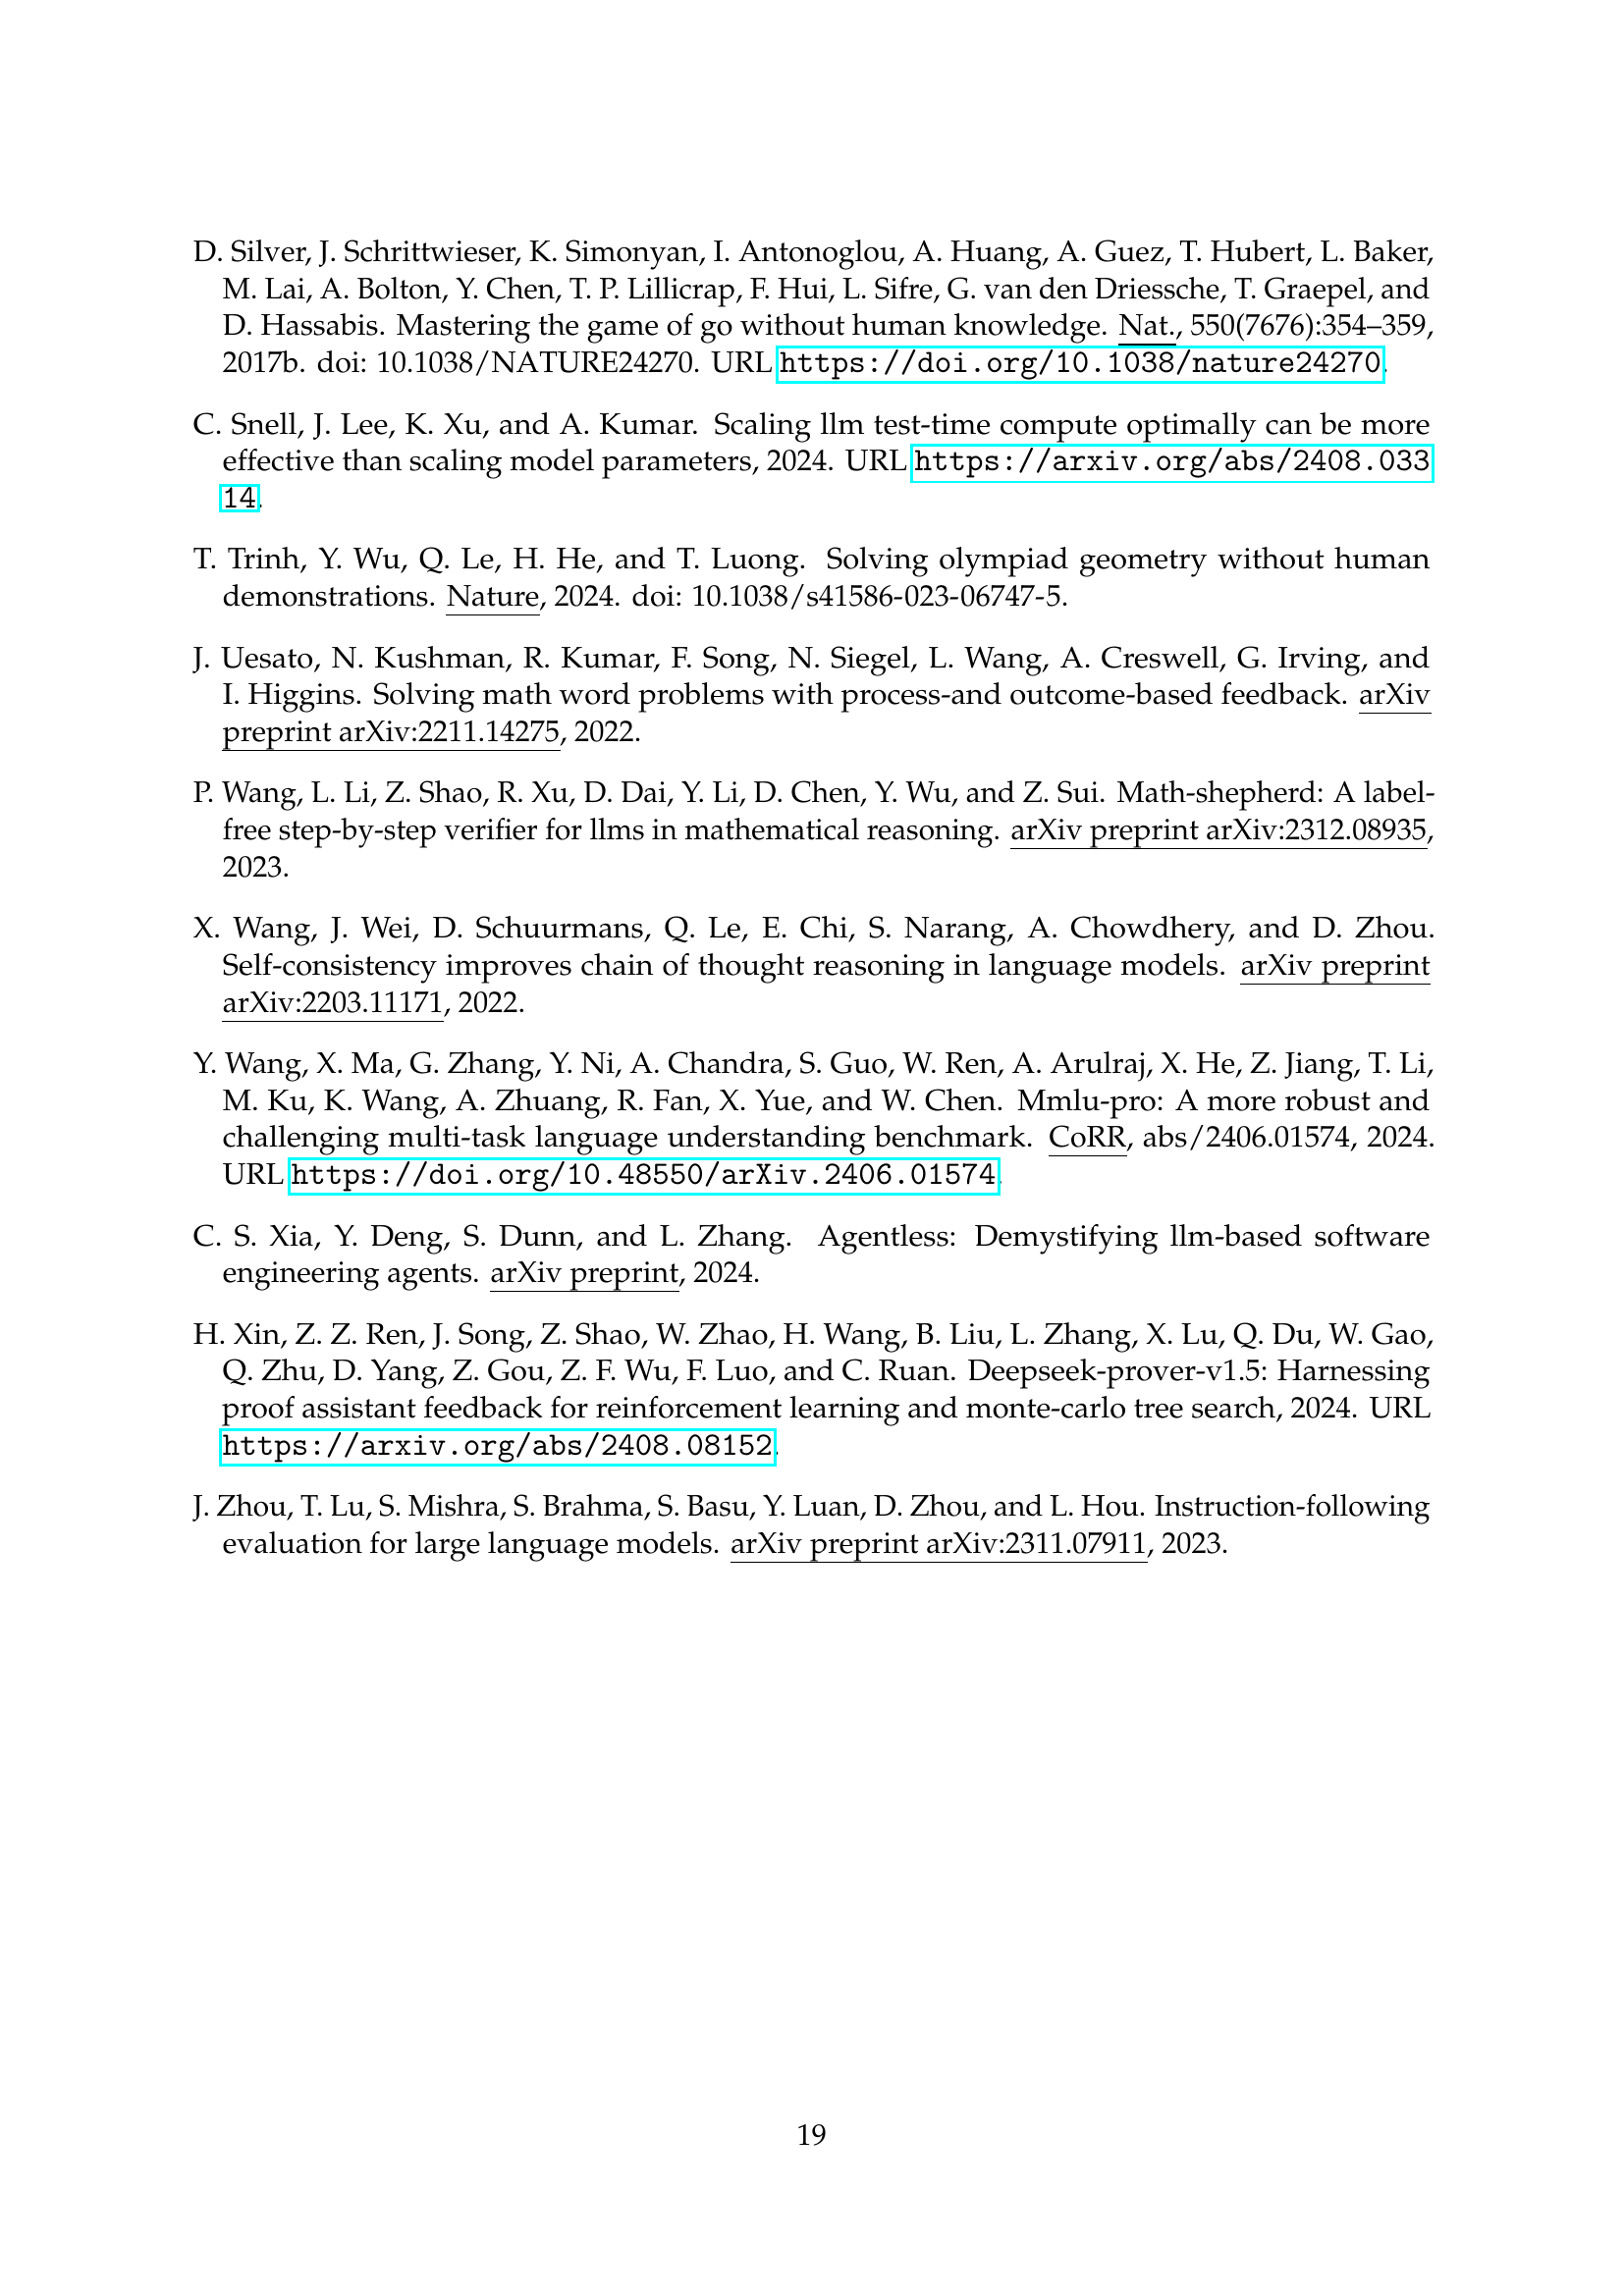 D. Silver, J. Schrittwieser, K. Simonyan, I. Antonoglou, A. Huang, A. Guez, T. Hubert, L. Baker,
M. Lai, A. Bolton, Y. Chen, T. P. Lillicrap, F. Hui, L. Sifre, G. van den Driessche, T. Graepel, and
D. Hassabis. Mastering the game of go without human knowledge. Nat., 550(7676):354–359,
2017b. doi: 10.1038/NATURE24270. URL https://doi.org/10.1038/nature24270.
C. Snell, J. Lee, K. Xu, and A. Kumar. Scaling llm test-time compute optimally can be more
effective than scaling model parameters, 2024. URL https://arxiv.org/abs/2408.033
14.
T. Trinh, Y. Wu, Q. Le, H. He, and T. Luong. Solving olympiad geometry without human
demonstrations. Nature, 2024. doi: 10.1038/s41586-023-06747-5.
J. Uesato, N. Kushman, R. Kumar, F. Song, N. Siegel, L. Wang, A. Creswell, G. Irving, and
I. Higgins. Solving math word problems with process-and outcome-based feedback. arXiv
preprint arXiv:2211.14275, 2022.
P. Wang, L. Li, Z. Shao, R. Xu, D. Dai, Y. Li, D. Chen, Y. Wu, and Z. Sui. Math-shepherd: A label-
free step-by-step verifier for llms in mathematical reasoning. arXiv preprint arXiv:2312.08935,
2023.
X. Wang, J. Wei, D. Schuurmans, Q. Le, E. Chi, S. Narang, A. Chowdhery, and D. Zhou.
Self-consistency improves chain of thought reasoning in language models. arXiv preprint
arXiv:2203.11171, 2022.
Y. Wang, X. Ma, G. Zhang, Y. Ni, A. Chandra, S. Guo, W. Ren, A. Arulraj, X. He, Z. Jiang, T. Li,
M. Ku, K. Wang, A. Zhuang, R. Fan, X. Yue, and W. Chen. Mmlu-pro: A more robust and
challenging multi-task language understanding benchmark. CoRR, abs/2406.01574, 2024.
URL https://doi.org/10.48550/arXiv.2406.01574.
C. S. Xia, Y. Deng, S. Dunn, and L. Zhang. Agentless: Demystifying llm-based software
engineering agents. arXiv preprint, 2024.
H. Xin, Z. Z. Ren, J. Song, Z. Shao, W. Zhao, H. Wang, B. Liu, L. Zhang, X. Lu, Q. Du, W. Gao,
Q. Zhu, D. Yang, Z. Gou, Z. F. Wu, F. Luo, and C. Ruan. Deepseek-prover-v1.5: Harnessing
proof assistant feedback for reinforcement learning and monte-carlo tree search, 2024. URL
https://arxiv.org/abs/2408.08152.
J. Zhou, T. Lu, S. Mishra, S. Brahma, S. Basu, Y. Luan, D. Zhou, and L. Hou. Instruction-following
evaluation for large language models. arXiv preprint arXiv:2311.07911, 2023.
19